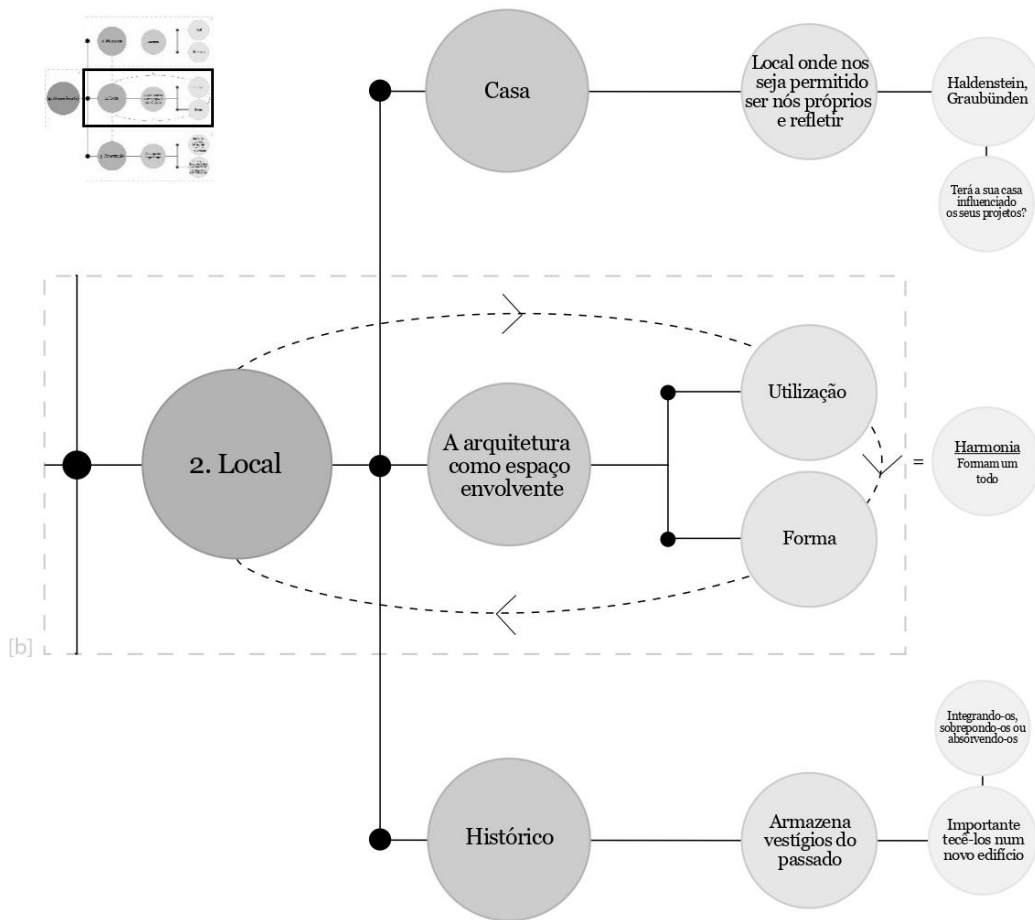 Casa
Local onde nos
seja permitido
ser nós próprios
e refletir
Haldenstein,
Graubünden
Terá a sua casa
influenciado
os seus projetos?
2. Local
A arquitetura
como espaço
envolvente
Utilização
Forma
=
Harmonia
Formam um
todo
[b]
Histórico
Armazena
vestígios do
passado
Integrando-os,
sobrepondo-os ou
absorvendo-os
Importante
tecê-los num
novo edifício